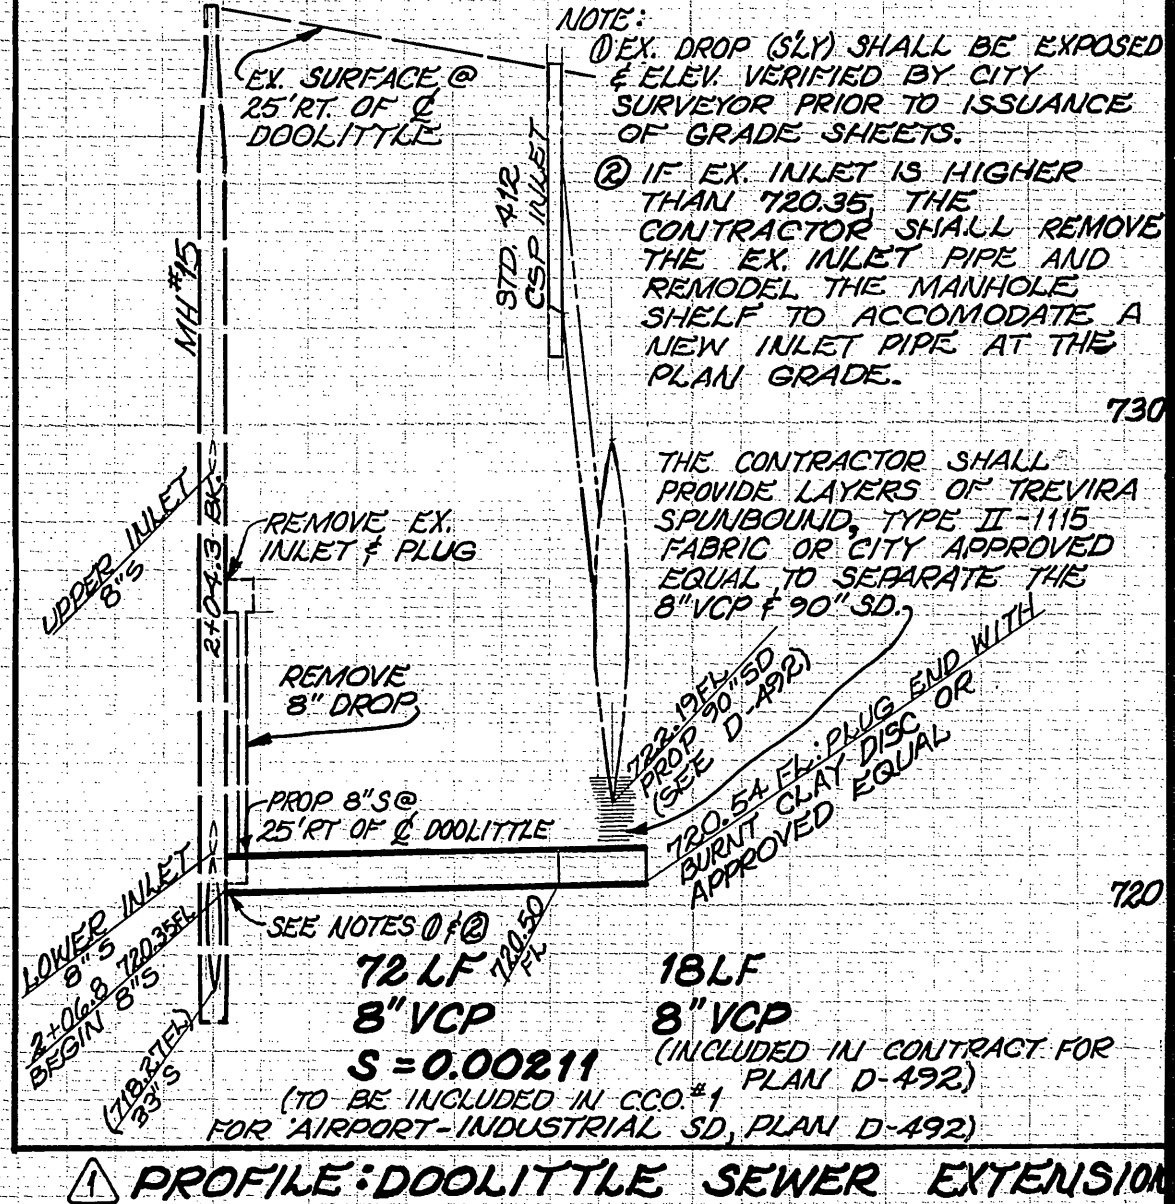 NOTE:
① EX. DROP (S'LY) SHALL BE EXPOSED
& ELEV. VERIFIED BY CITY
SURVEYOR PRIOR TO ISSUANCE
OF GRADE SHEETS.
② IF EX. INLET IS HIGHER
THAN 720.35, THE
CONTRACTOR SHALL REMOVE
THE EX. INLET PIPE AND
REMODEL THE MANHOLE
SHELF TO ACCOMODATE A
NEW INLET PIPE AT THE
PLAN GRADE.
EX. SURFACE @
25' RT. OF ℄
DOOLITTLE
STD. 412
CSP INLET
MH #15
730
THE CONTRACTOR SHALL
PROVIDE LAYERS OF TREVIRA
SPUNBOUND, TYPE II-1115
FABRIC OR CITY APPROVED
EQUAL TO SEPARATE THE
8" VCP & 90" SD.
UPPER INLET
8" S
2+04.3 BK.
REMOVE EX.
INLET & PLUG
REMOVE
8" DROP
722.19 FL
PROP 90" SD
(SEE D-492)
720.54 FL: PLUG END WITH
BURNT CLAY DISC OR
APPROVED EQUAL
PROP 8" S @
25' RT OF ℄ DOOLITTLE
720
LOWER INLET
8" S
2+06.8 720.35 FL
BEGIN 8" S
(718.27 FL)
33" S
SEE NOTES ① & ②
720.50
FL
72 LF
8" VCP
S = 0.00211
18 LF
8" VCP
(INCLUDED IN CONTRACT FOR
PLAN D-492)
(TO BE INCLUDED IN C.C.O. #1
FOR AIRPORT-INDUSTRIAL SD, PLAN D-492)
1 PROFILE: DOOLITTLE SEWER EXTENSION